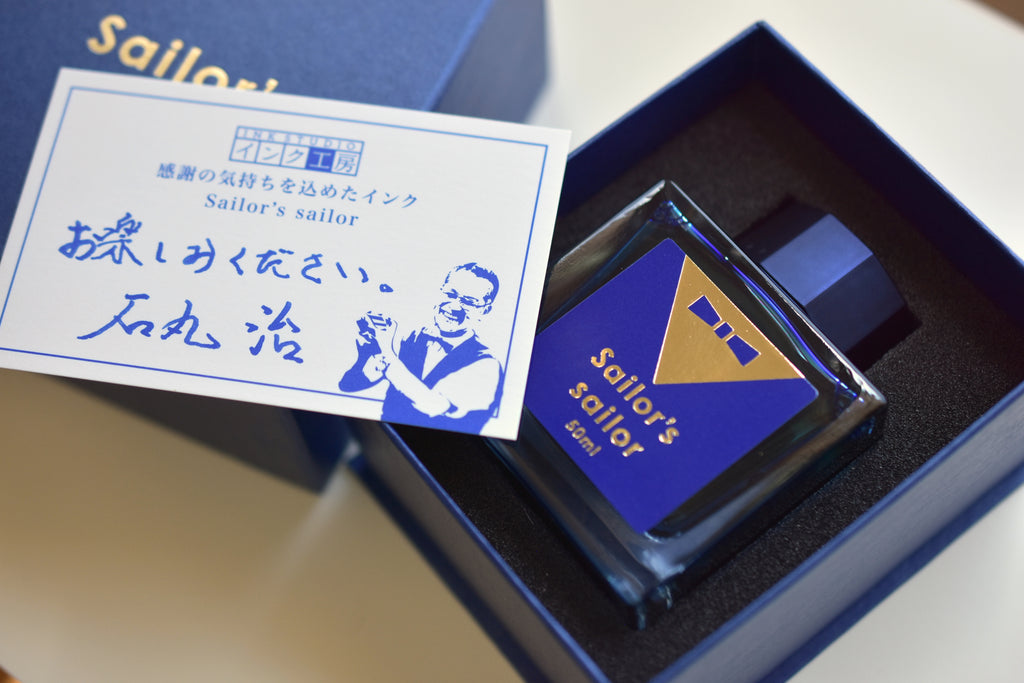 Sailor's
INK STUDIO
インク工房
感謝の気持ちを込めたインク
Sailor's sailor
お楽しみください。
石丸 治
Sailor's
sailor
50ml